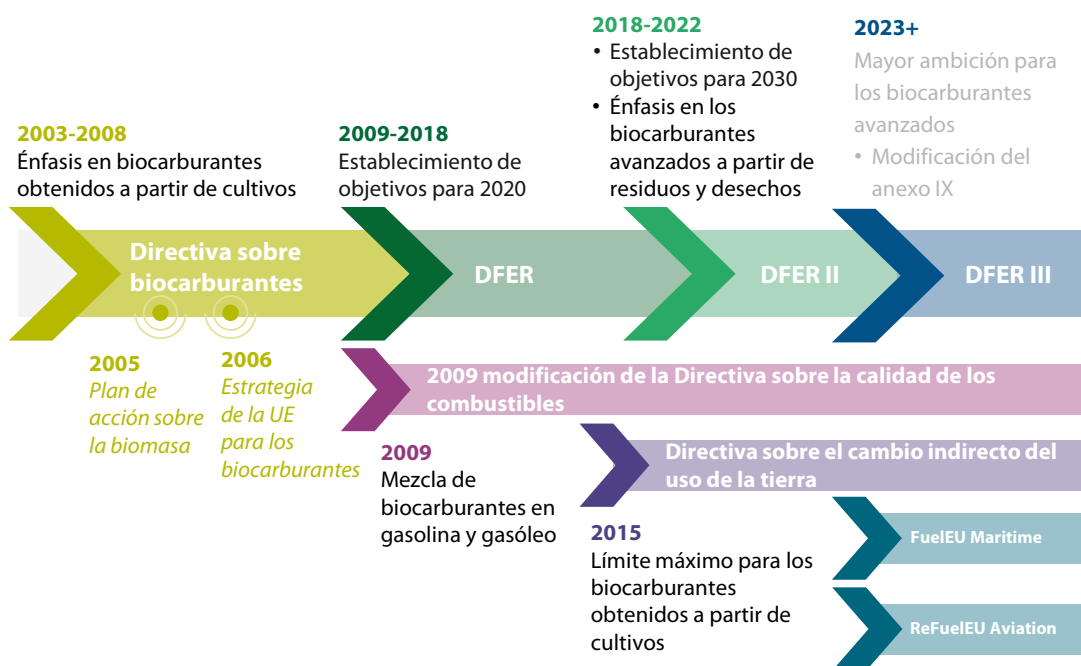 2003-2008
Énfasis en biocarburantes
obtenidos a partir de cultivos
2009-2018
Establecimiento de
objetivos para 2020
2018-2022
• Establecimiento de
objetivos para 2030
• Énfasis en los
biocarburantes
avanzados a partir de
residuos y desechos
2023+
Mayor ambición para
los biocarburantes
avanzados
• Modificación del
anexo IX
Directiva sobre
biocarburantes
DFER
DFER II
DFER III
2005
Plan de
acción sobre
la biomasa
2006
Estrategia
de la UE
para los
biocarburantes
2009 modificación de la Directiva sobre la calidad de los
combustibles
2009
Mezcla de
biocarburantes en
gasolina y gasóleo
Directiva sobre el cambio indirecto del
uso de la tierra
2015
Límite máximo para los
biocarburantes
obtenidos a partir de
cultivos
FuelEU Maritime
ReFuelEU Aviation